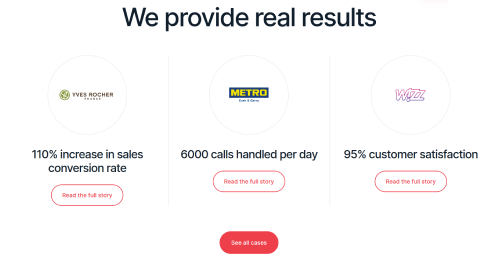 We provide real results
YVES ROCHER
FRANCE
METRO
Cash & Carry
WIZZ
110% increase in sales
conversion rate
6000 calls handled per day
95% customer satisfaction
Read the full story
Read the full story
Read the full story
See all cases